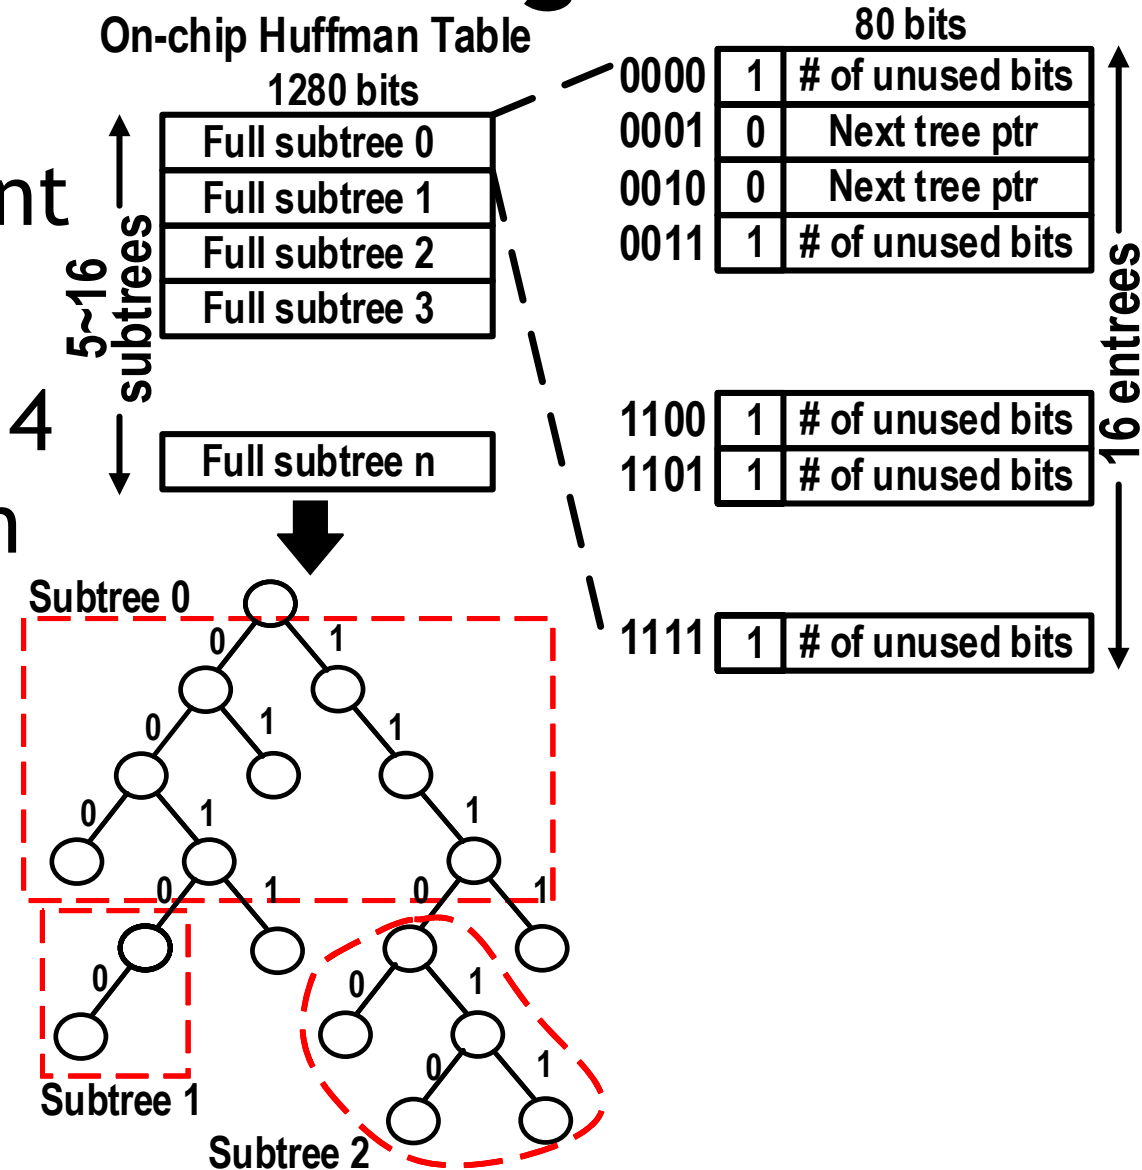 On-chip Huffman Table
1280 bits
Full subtree 0
Full subtree 1
Full subtree 2
Full subtree 3
Full subtree n
5~16
subtrees
nt
4
80 bits
0000 1 # of unused bits
0001 0 Next tree ptr
0010 0 Next tree ptr
0011 1 # of unused bits
1100 1 # of unused bits
1101 1 # of unused bits
1111 1 # of unused bits
16 entrees
Subtree 0
0 1
0 1 1
0 1 1
0 1 0 1
0 0 1
0 1
Subtree 1
Subtree 2